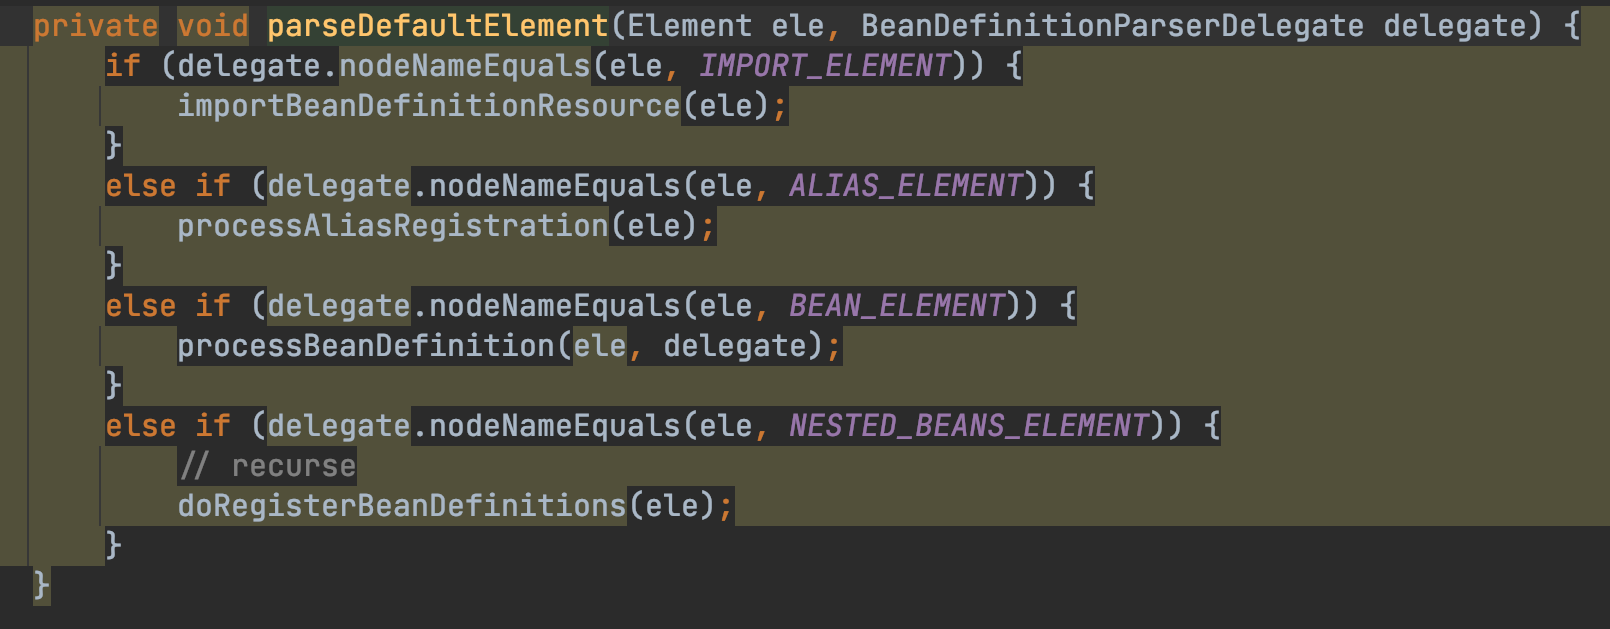 private void parseDefaultElement(Element ele, BeanDefinitionParserDelegate delegate) {
    if (delegate.nodeNameEquals(ele, IMPORT_ELEMENT)) {
        importBeanDefinitionResource(ele);
    }
    else if (delegate.nodeNameEquals(ele, ALIAS_ELEMENT)) {
        processAliasRegistration(ele);
    }
    else if (delegate.nodeNameEquals(ele, BEAN_ELEMENT)) {
        processBeanDefinition(ele, delegate);
    }
    else if (delegate.nodeNameEquals(ele, NESTED_BEANS_ELEMENT)) {
        // recurse
        doRegisterBeanDefinitions(ele);
    }
}